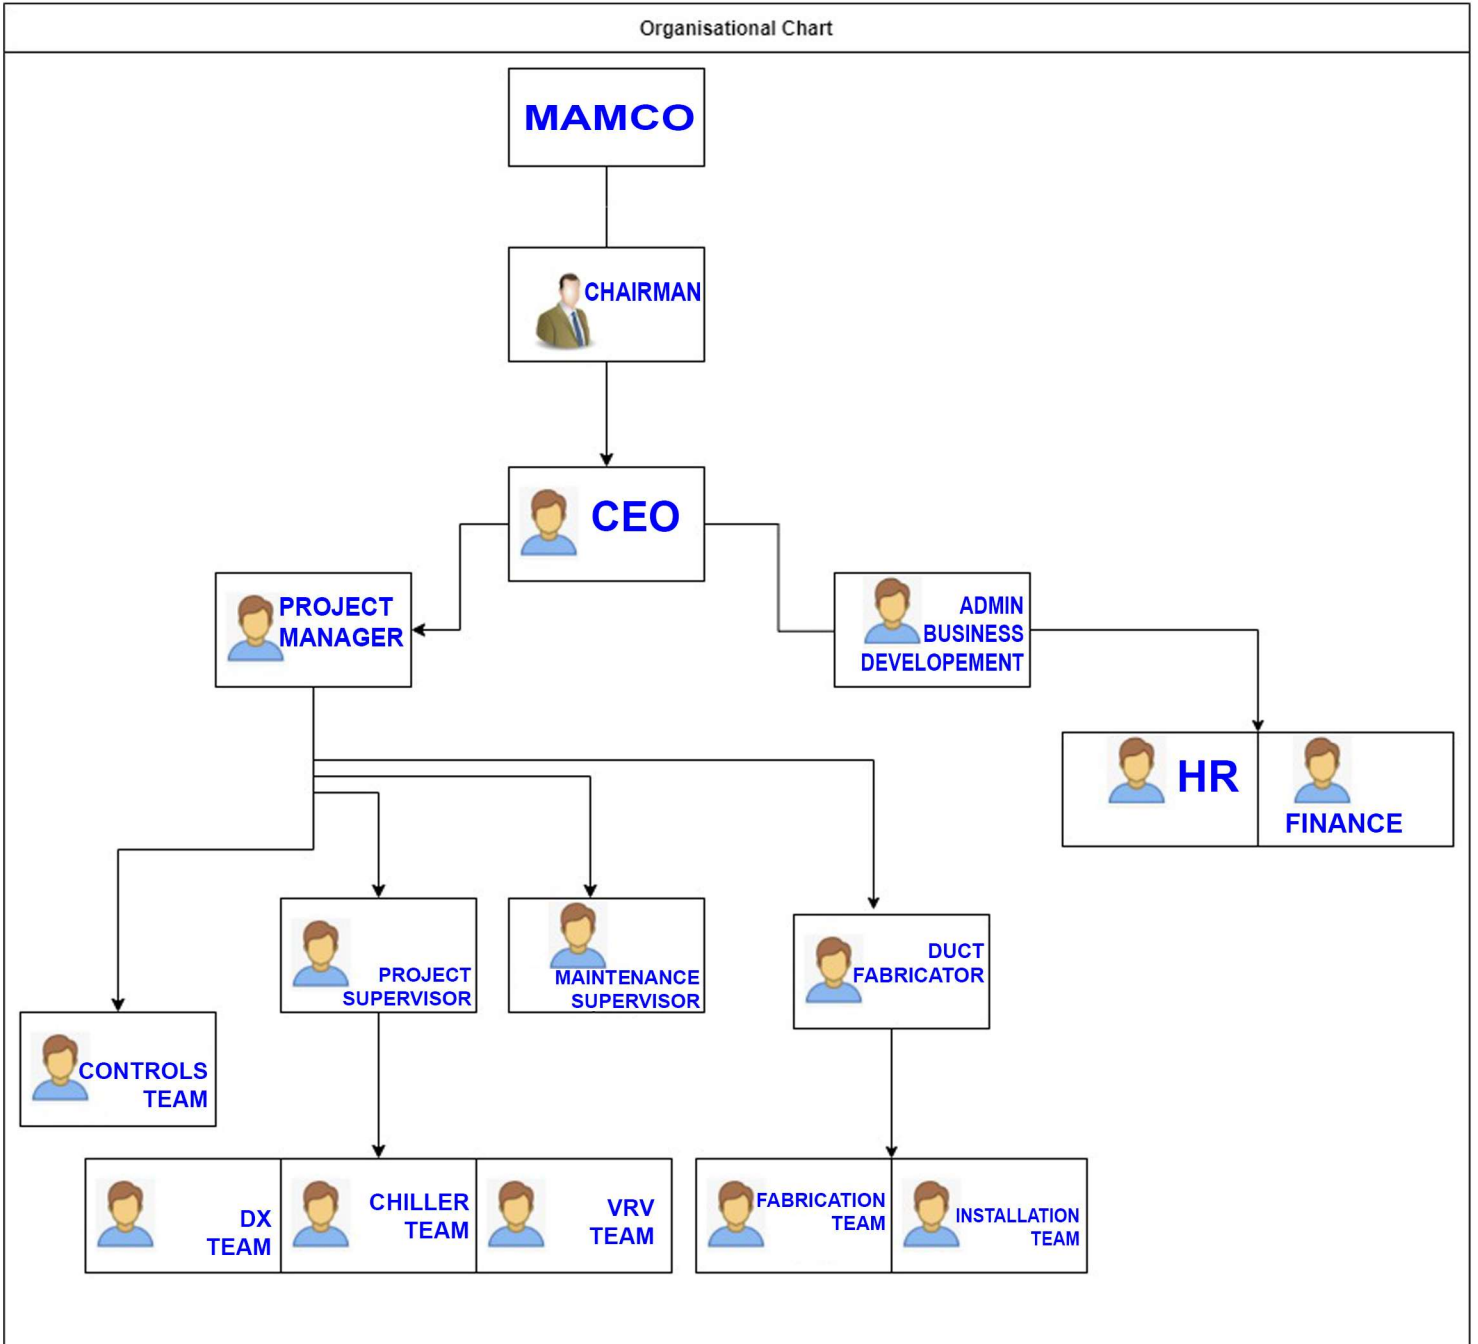 Organisational Chart
MAMCO
CHAIRMAN
CEO
PROJECT
MANAGER
ADMIN
BUSINESS
DEVELOPEMENT
HR
FINANCE
PROJECT
SUPERVISOR
MAINTENANCE
SUPERVISOR
DUCT
FABRICATOR
CONTROLS
TEAM
DX
TEAM
CHILLER
TEAM
VRV
TEAM
FABRICATION
TEAM
INSTALLATION
TEAM